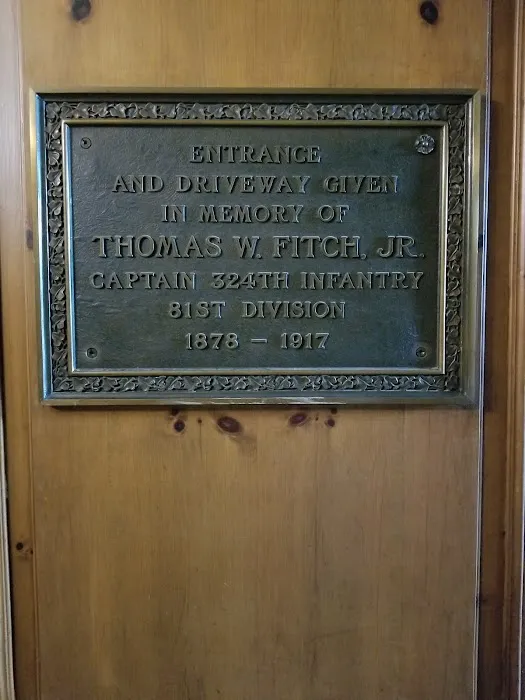 ENTRANCE
AND DRIVEWAY GIVEN
IN MEMORY OF
THOMAS W. FITCH, JR.
CAPTAIN 324TH INFANTRY
81ST DIVISION
1878 – 1917